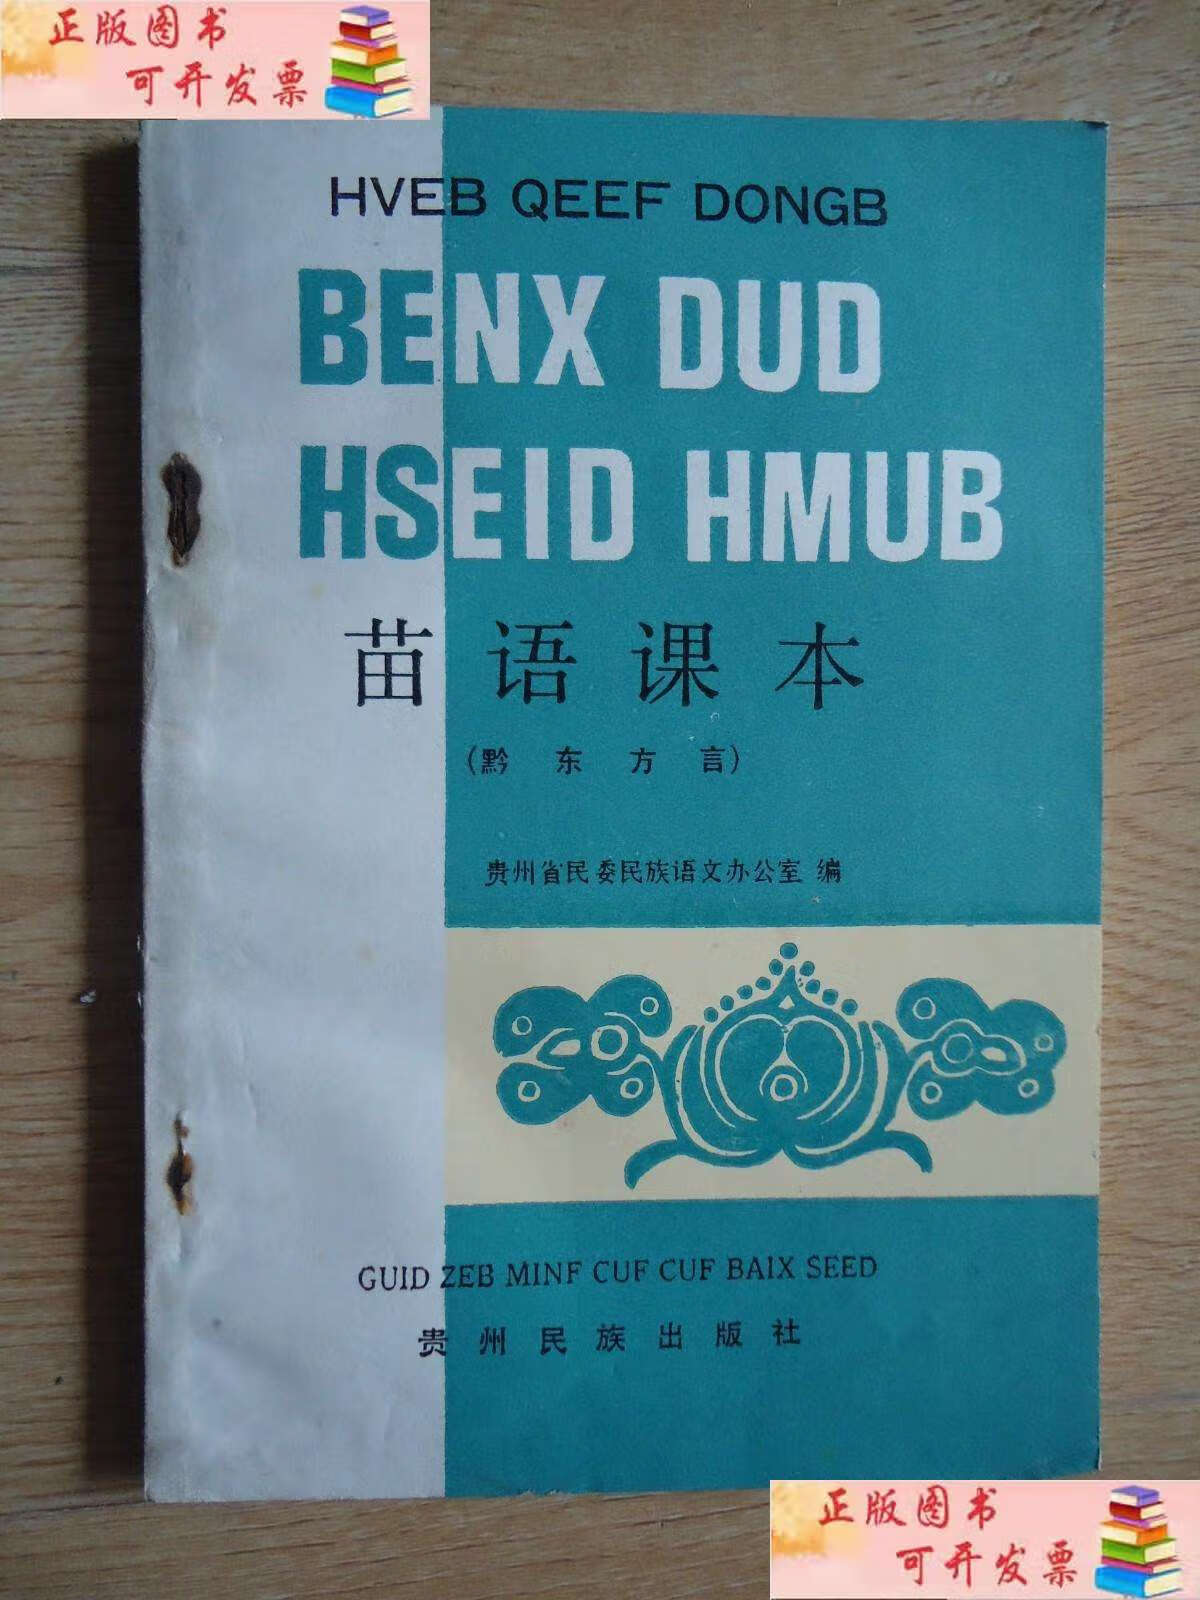 正版图书
可开发票
HVEB QEEF DONGB
BENX DUD
HSEID HMUB
苗语课本
(黔东方言)
贵州省民委民族语文办公室 编
GUID ZEB MINF CUF CUF BAIX SEED
贵州民族出版社
正版图书
可开发票